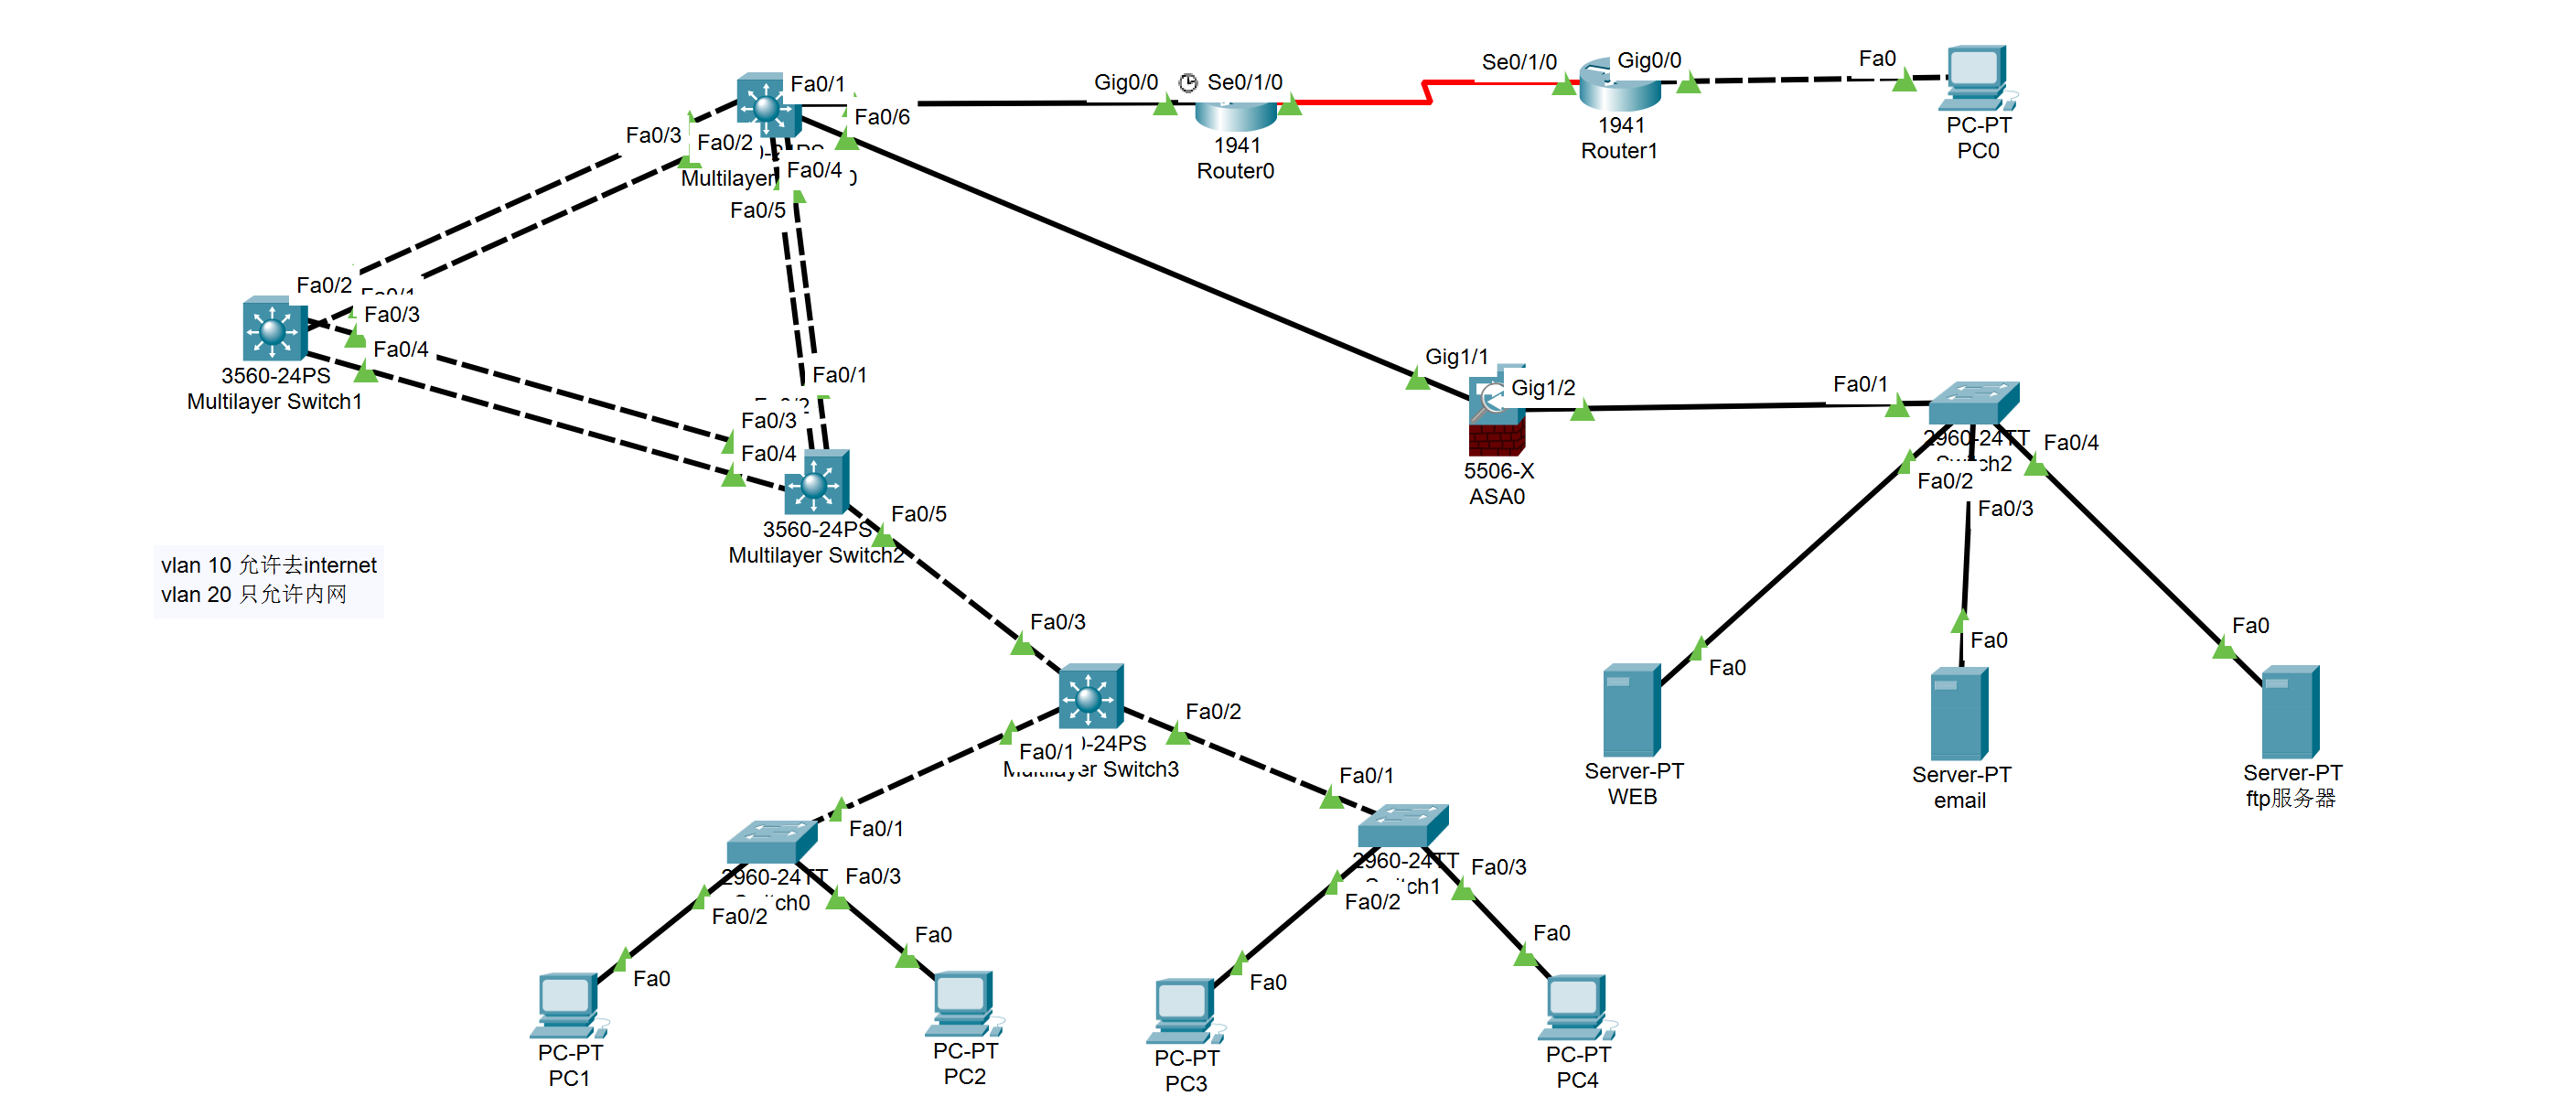 Fa0/1
Fa0/6
Fa0/3
Fa0/2
Fa0/4
Multilayer
Fa0/5
Gig0/0
Se0/1/0
1941
Router0
Se0/1/0
Gig0/0
1941
Router1
Fa0
PC-PT
PC0
Fa0/2
Fa0/3
Fa0/4
3560-24PS
Multilayer Switch1
Fa0/1
Fa0/3
Fa0/4
3560-24PS
Multilayer Switch2
Fa0/5
Gig1/1
Gig1/2
5506-X
ASA0
Fa0/1
2960-24TT
Fa0/4
Fa0/2
Fa0/3
vlan 10 允许去internet
vlan 20 只允许内网
Fa0
Fa0
Fa0
Server-PT
WEB
Server-PT
email
Server-PT
ftp服务器
Fa0/3
Fa0/2
Fa0/1
-24PS
Switch3
Fa0/1
2960-24TT
Fa0/3
Fa0/2
Fa0/1
2960-24TT
Fa0/3
Fa0/2
Fa0
Fa0
Fa0
Fa0
PC-PT
PC1
PC-PT
PC2
PC-PT
PC3
PC-PT
PC4